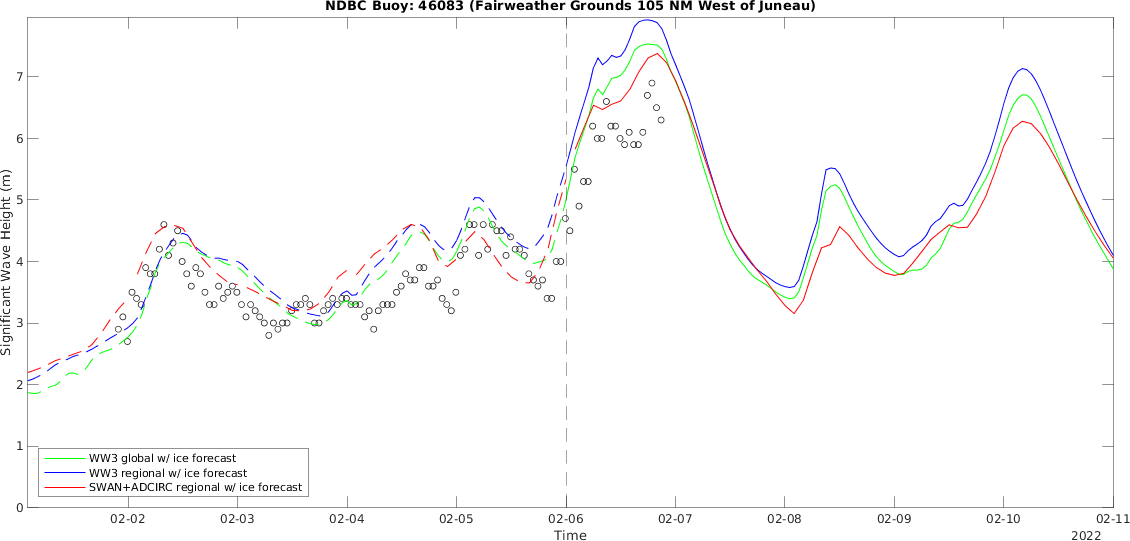 NDBC Buoy: 46083 (Fairweather Grounds 105 NM West of Juneau)
Significant Wave Height (m)
7
6
5
4
3
2
1
0
WW3 global w/ ice forecast
WW3 regional w/ ice forecast
SWAN+ADCIRC regional w/ ice forecast
02-02 02-03 02-04 02-05 02-06 02-07 02-08 02-09 02-10 02-11
Time
2022